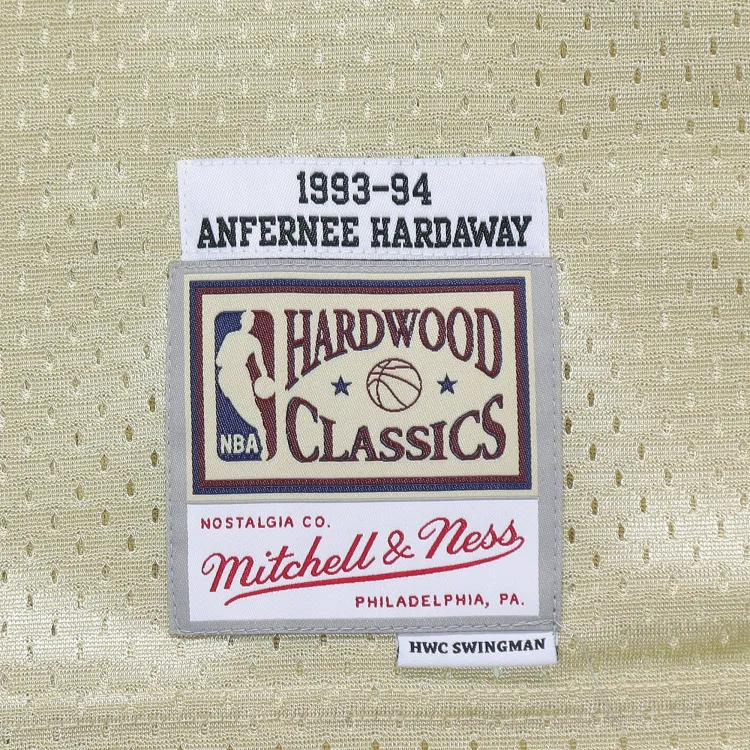 1993-94
ANFERNEE HARDAWAY
HARDWOOD
CLASSICS
NBA
NOSTALGIA CO.
Mitchell & Ness
PHILADELPHIA, PA.
HWC SWINGMAN